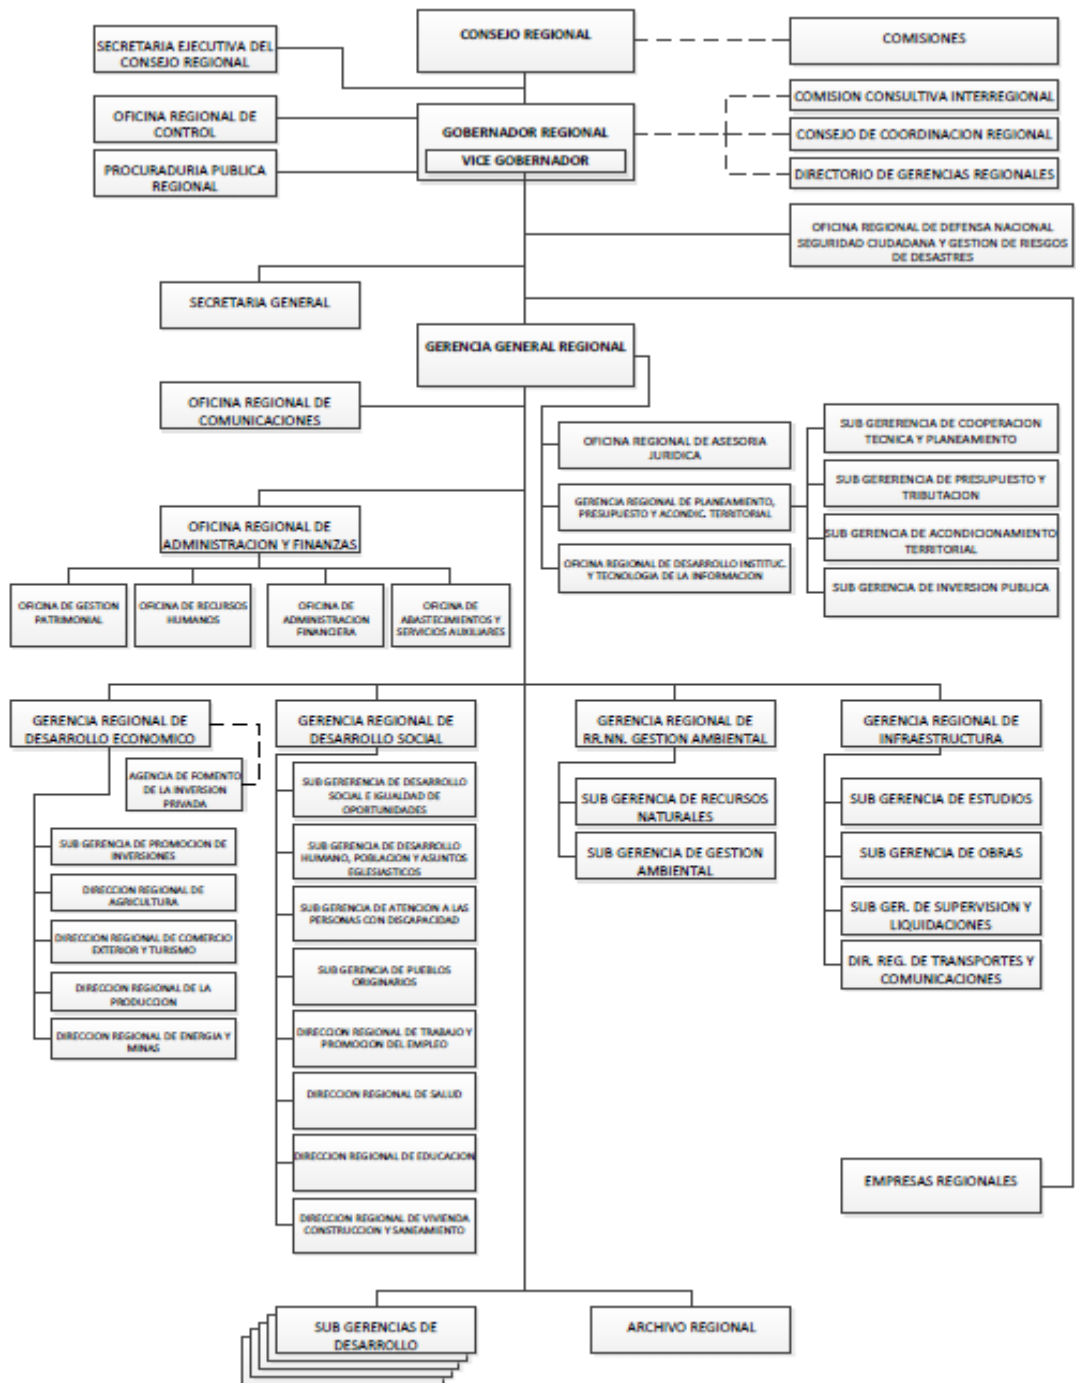 CONSEJO REGIONAL
COMISIONES
SECRETARIA EJECUTIVA DEL
CONSEJO REGIONAL
COMISION CONSULTIVA INTERREGIONAL
OFICINA REGIONAL DE
CONTROL
GOBERNADOR REGIONAL
VICE GOBERNADOR
CONSEJO DE COORDINACION REGIONAL
PROCURADURIA PUBLICA
REGIONAL
DIRECTORIO DE GERENCIAS REGIONALES
OFICINA REGIONAL DE DEFENSA NACIONAL
SEGURIDAD CIUDADANA Y GESTION DE RIESGOS
DE DESASTRES
SECRETARIA GENERAL
GERENCIA GENERAL REGIONAL
OFICINA REGIONAL DE
COMUNICACIONES
OFICINA REGIONAL DE ASESORIA
JURIDICA
GERENCIA REGIONAL DE PLANEAMIENTO,
PRESUPUESTO Y ACONDIC. TERRITORIAL
OFICINA REGIONAL DE DESARROLLO INSTITUC.
Y TECNOLOGIA DE LA INFORMACION
SUB GERERENCIA DE COOPERACION
TECNICA Y PLANEAMIENTO
SUB GERERENCIA DE PRESUPUESTO Y
TRIBUTACION
SUB GERENCIA DE ACONDICIONAMIENTO
TERRITORIAL
SUB GERENCIA DE INVERSION PUBLICA
OFICINA REGIONAL DE
ADMINISTRACION Y FINANZAS
OFICINA DE GESTION
PATRIMONIAL
OFICINA DE RECURSOS
HUMANOS
OFICINA DE
ADMINISTRACION
FINANCIERA
OFICINA DE
ABASTECIMIENTOS Y
SERVICIOS AUXILIARES
GERENCIA REGIONAL DE
DESARROLLO ECONOMICO
AGENCIA DE FOMENTO
DE LA INVERSION
PRIVADA
SUB GERENCIA DE PROMOCION DE
INVERSIONES
DIRECCION REGIONAL DE
AGRICULTURA
DIRECCION REGIONAL DE COMERCIO
EXTERIOR Y TURISMO
DIRECCION REGIONAL DE LA
PRODUCCION
DIRECCION REGIONAL DE ENERGIA Y
MINAS
GERENCIA REGIONAL DE
DESARROLLO SOCIAL
SUB GERERENCIA DE DESARROLLO
SOCIAL E IGUALDAD DE
OPORTUNIDADES
SUB GERENCIA DE DESARROLLO
HUMANO, POBLACION Y ASUNTOS
EGLESIASTICOS
SUB GERENCIA DE ATENCION A LAS
PERSONAS CON DISCAPACIDAD
SUB GERENCIA DE PUEBLOS
ORIGINARIOS
DIRECCION REGIONAL DE TRABAJO Y
PROMOCION DEL EMPLEO
DIRECCION REGIONAL DE SALUD
DIRECCION REGIONAL DE EDUCACION
DIRECCION REGIONAL DE VIVIENDA
CONSTRUCCION Y SANEAMIENTO
GERENCIA REGIONAL DE
RR.NN. GESTION AMBIENTAL
SUB GERENCIA DE RECURSOS
NATURALES
SUB GERENCIA DE GESTION
AMBIENTAL
GERENCIA REGIONAL DE
INFRAESTRUCTURA
SUB GERENCIA DE ESTUDIOS
SUB GERENCIA DE OBRAS
SUB GER. DE SUPERVISION Y
LIQUIDACIONES
DIR. REG. DE TRANSPORTES Y
COMUNICACIONES
EMPRESAS REGIONALES
SUB GERENCIAS DE
DESARROLLO
ARCHIVO REGIONAL